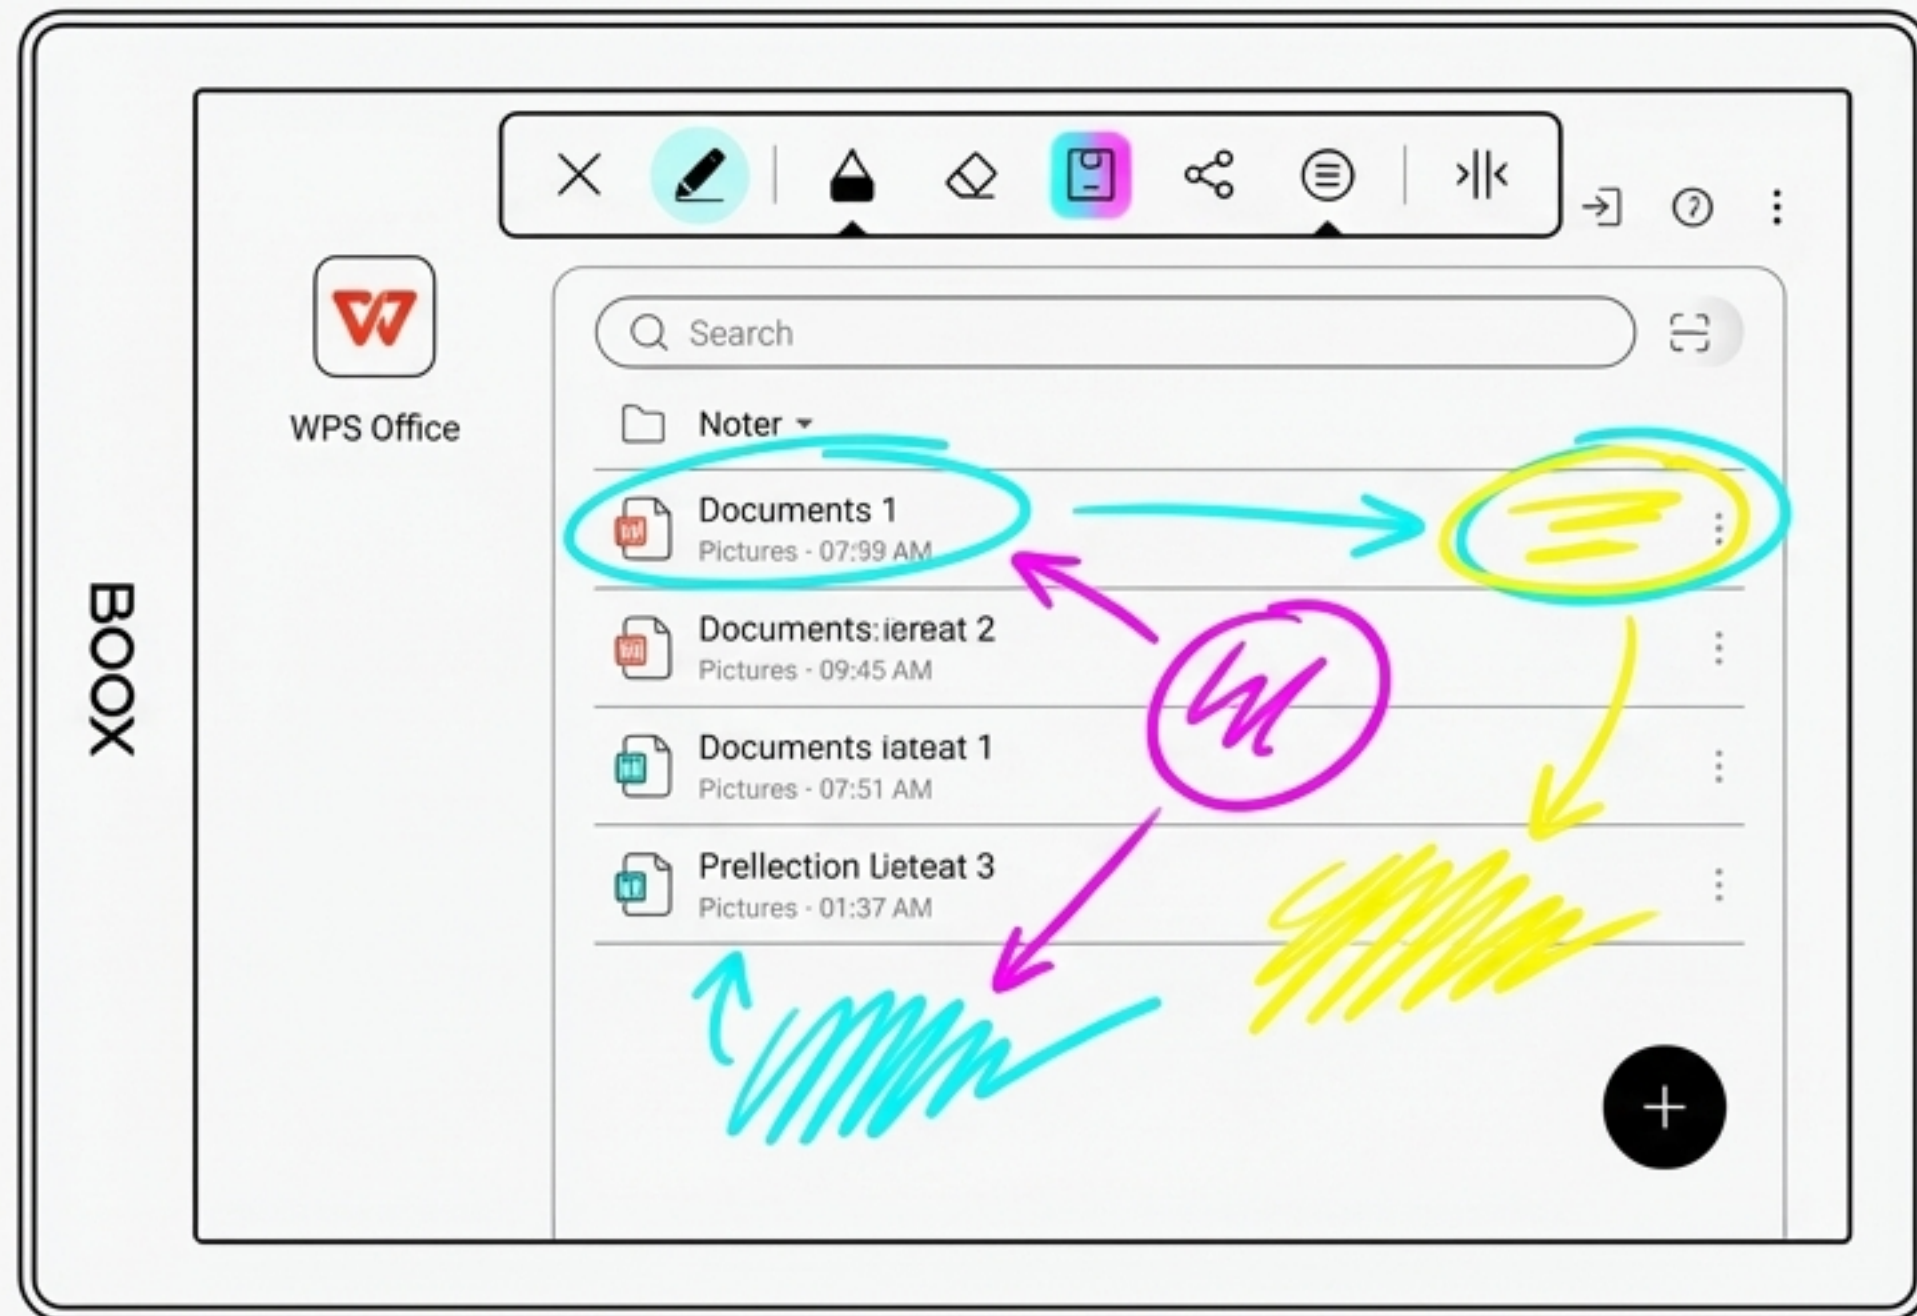 BOOX
WPS Office
Search
Noter
Documents 1
Pictures - 07:99 AM
Documents:iereat 2
Pictures - 09:45 AM
Documents iateat 1
Pictures - 07:51 AM
Prellection Lieteat 3
Pictures - 01:37 AM